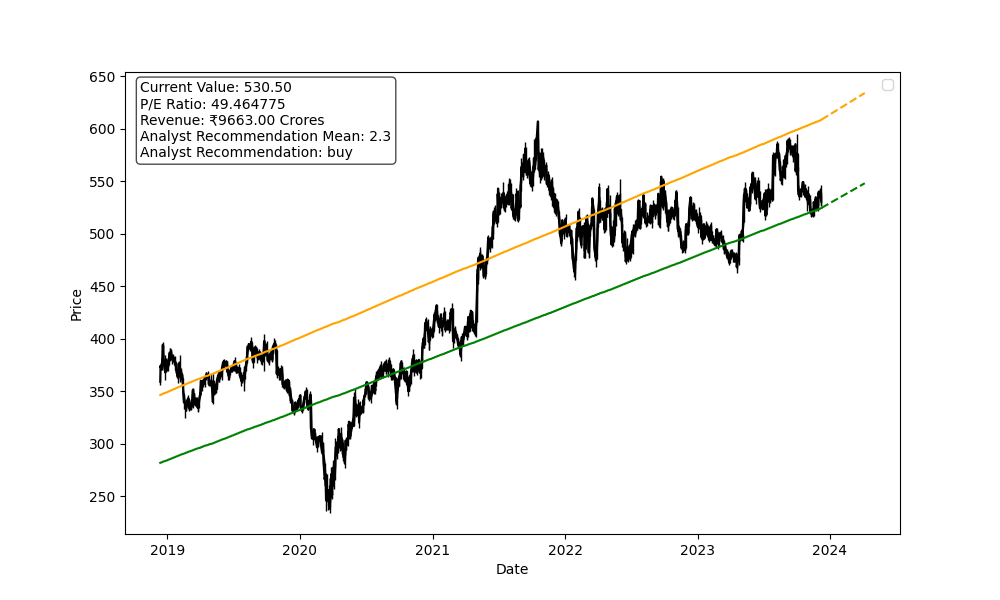 Current Value: 530.50
P/E Ratio: 49.464775
Revenue: ₹9663.00 Crores
Analyst Recommendation Mean: 2.3
Analyst Recommendation: buy
650
600
550
500
450
400
350
300
250
Price
2019 2020 2021 2022 2023 2024
Date